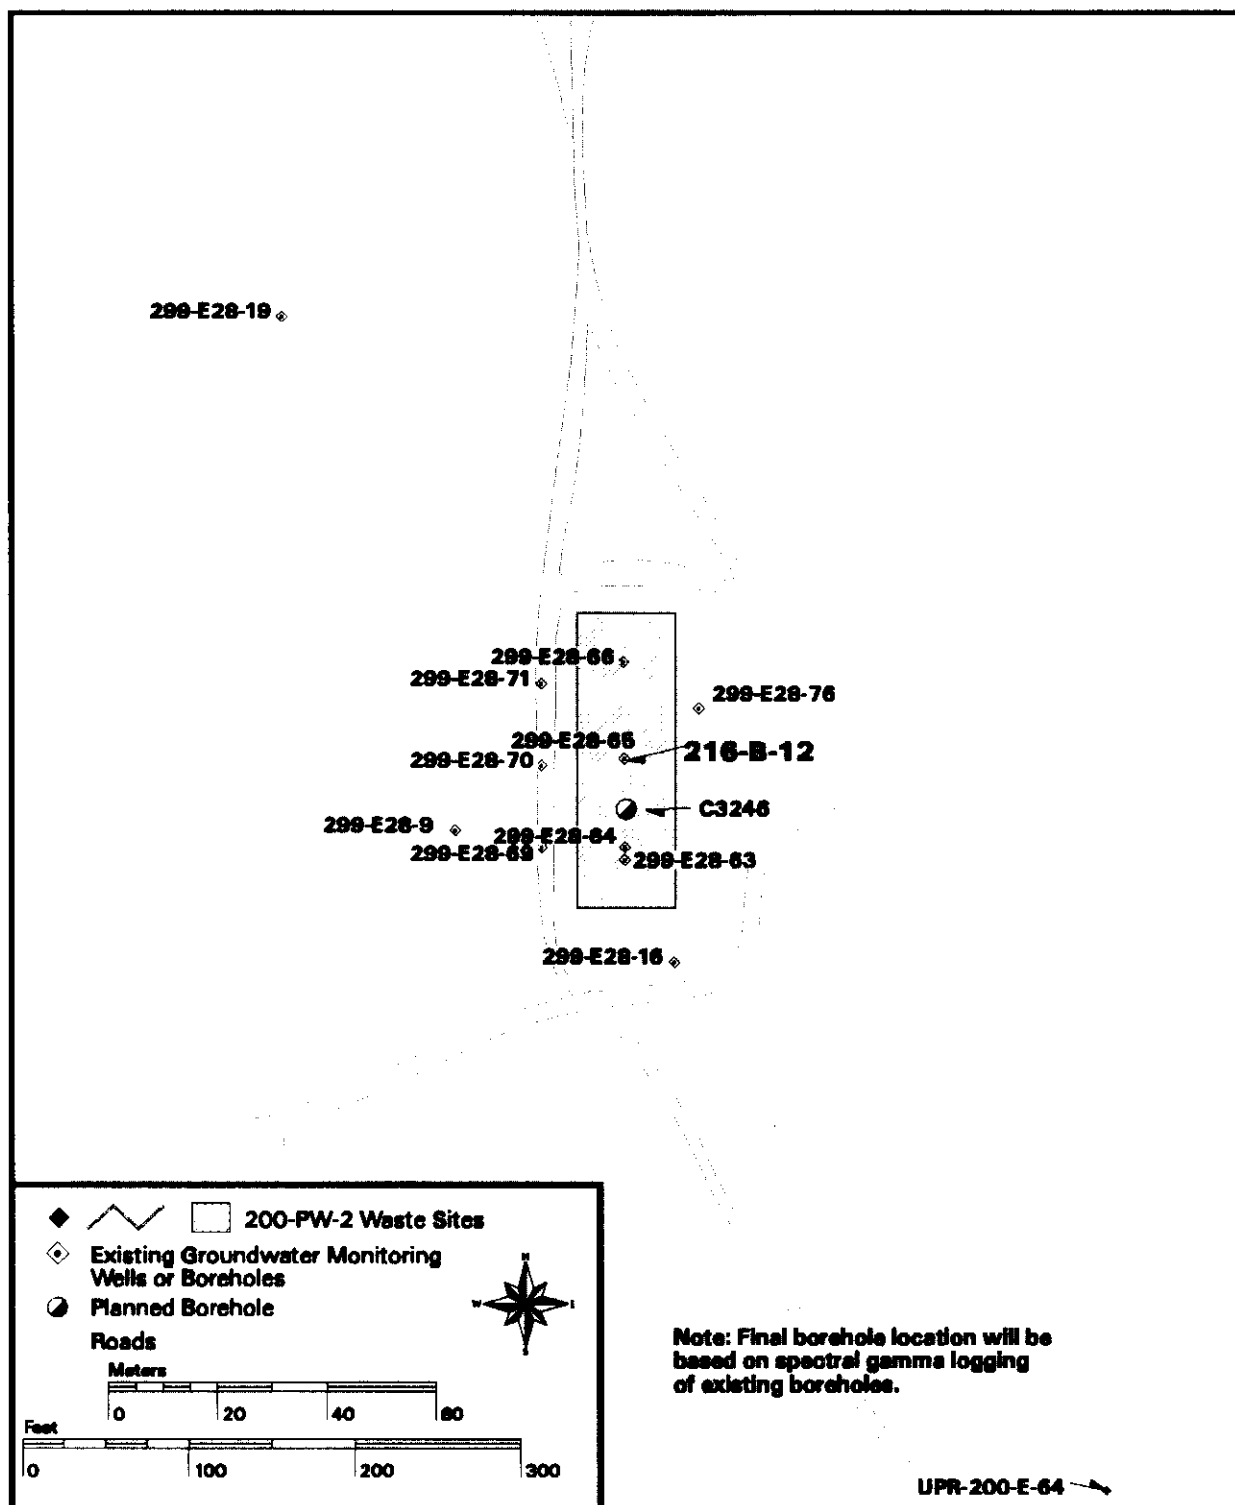 299-E28-19
299-E28-66
299-E28-71
299-E28-76
299-E28-65
216-B-12
299-E28-70
C3246
299-E28-9
299-E28-64
299-E28-69
299-E28-63
299-E28-16
200-PW-2 Waste Sites
Existing Groundwater Monitoring
Wells or Boreholes
Planned Borehole
Roads
N
W
S
Meters
0 20 40 60
Feet
0 100 200 300
Note: Final borehole location will be
based on spectral gamma logging
of existing boreholes.
UPR-200-E-64